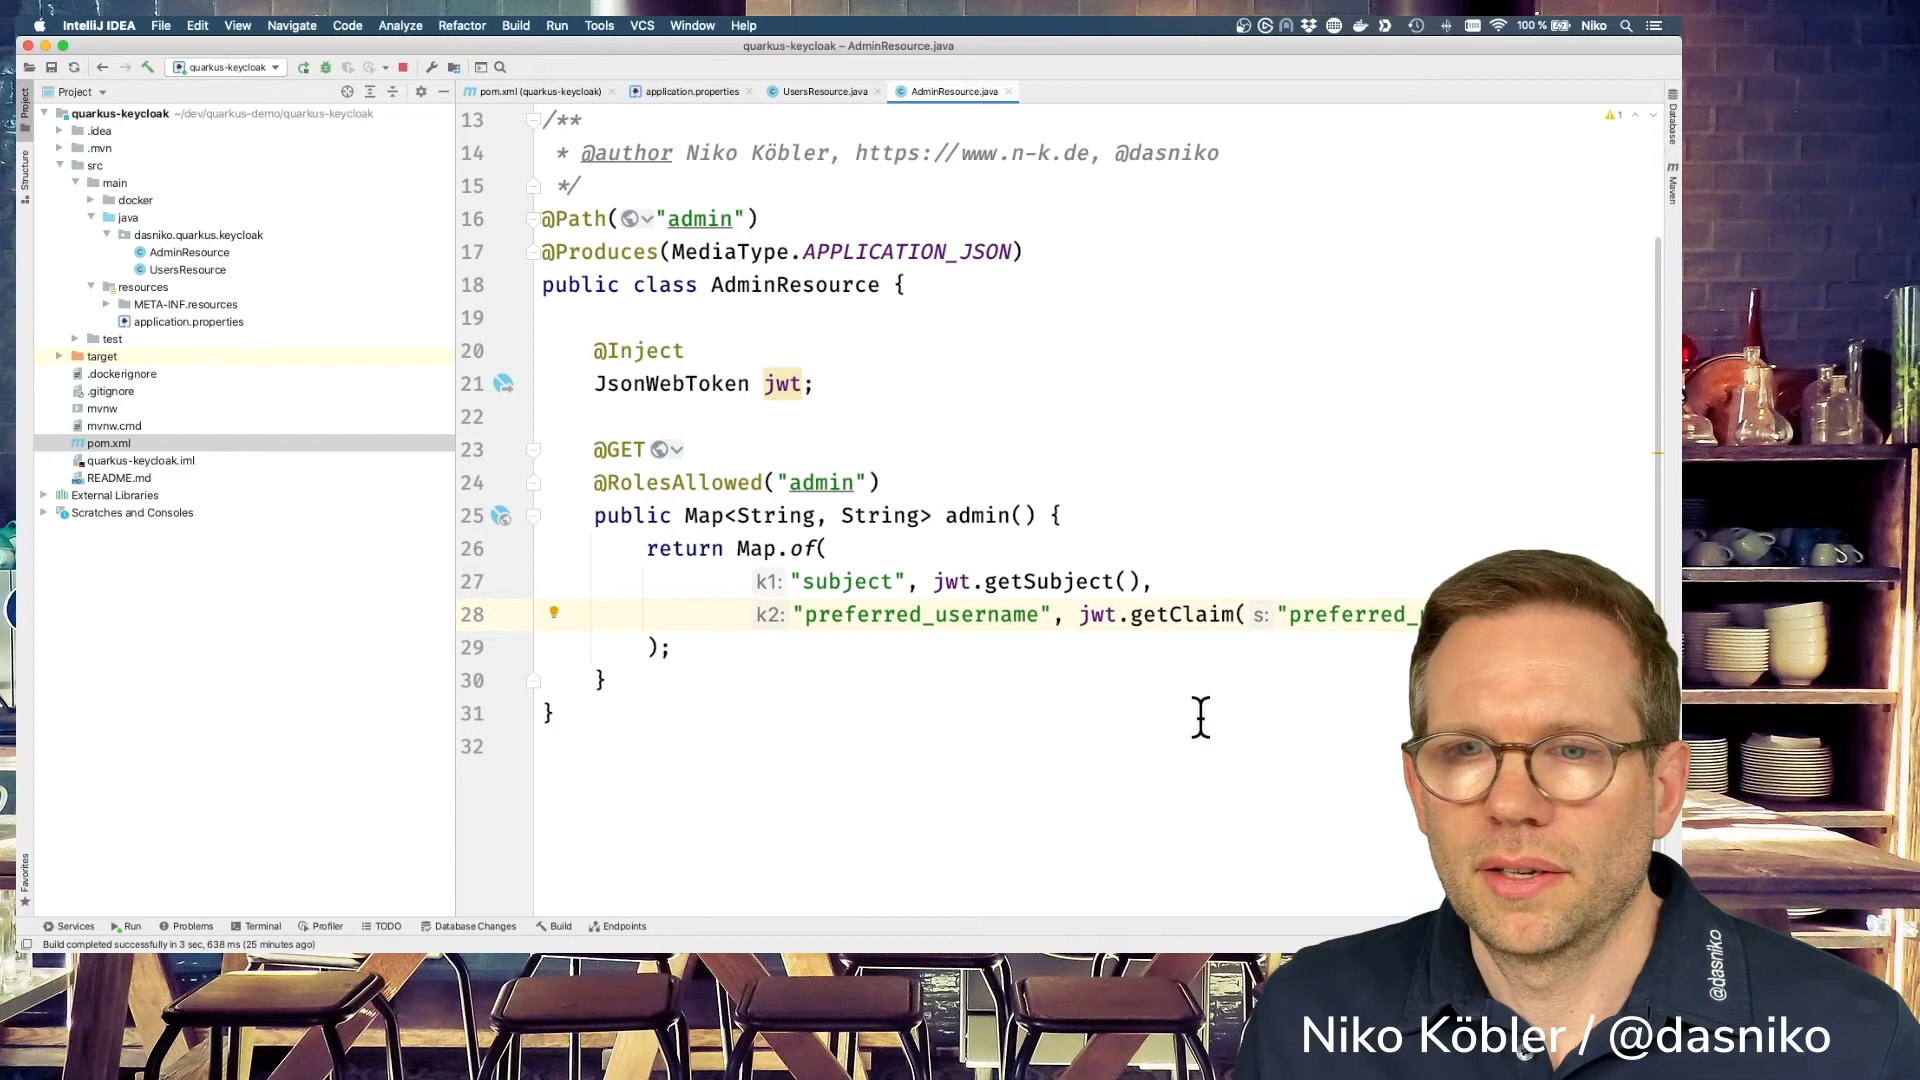 IntelliJ IDEA File Edit View Navigate Code Analyze Refactor Build Run Tools VCS Window Help 100 % Niko
quarkus-keycloak – AdminResource.java
quarkus-keycloak
Project
pom.xml (quarkus-keycloak) application.properties UsersResource.java AdminResource.java
Project
Structure
Favorites
quarkus-keycloak ~/dev/quarkus-demo/quarkus-keycloak
.idea
.mvn
src
main
docker
java
dasniko.quarkus.keycloak
AdminResource
UsersResource
resources
META-INF.resources
application.properties
test
target
.dockerignore
.gitignore
mvnw
mvnw.cmd
pom.xml
quarkus-keycloak.iml
README.md
External Libraries
Scratches and Consoles
13 /**
14 * @author Niko Köbler, https://www.n-k.de, @dasniko
15 */
16 @Path("admin")
17 @Produces(MediaType.APPLICATION_JSON)
18 public class AdminResource {
19
20 @Inject
21 JsonWebToken jwt;
22
23 @GET
24 @RolesAllowed("admin")
25 public Map<String, String> admin() {
26 return Map.of(
27 k1: "subject", jwt.getSubject(),
28 k2: "preferred_username", jwt.getClaim( s: "preferred_
29 );
30 }
31 }
32
1
Database
Maven
Services Run Problems Terminal Profiler TODO Database Changes Build Endpoints
Build completed successfully in 3 sec, 638 ms (25 minutes ago)
@dasniko
Niko Köbler / @dasniko